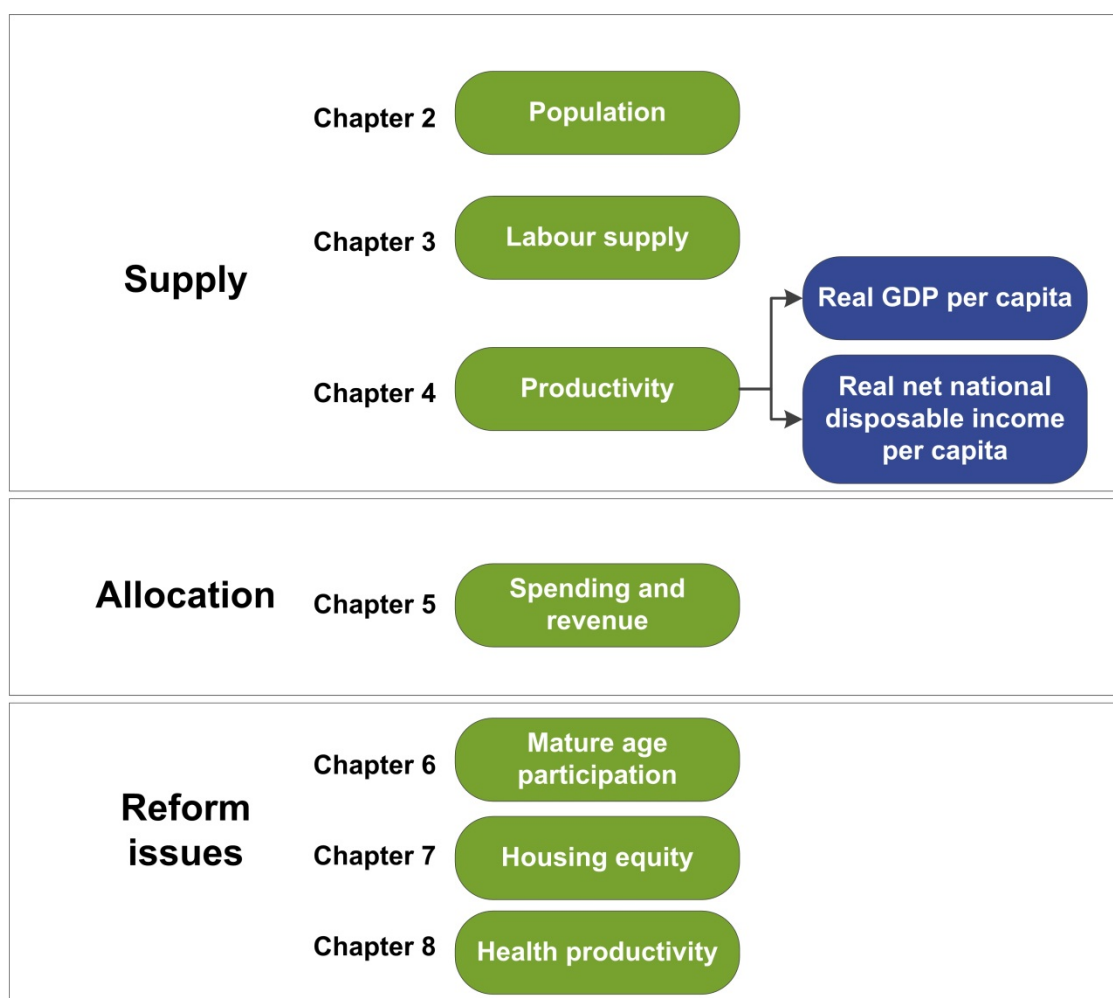 Supply
Chapter 2
Population
Chapter 3
Labour supply
Chapter 4
Productivity
Real GDP per capita
Real net national
disposable income
per capita
Allocation
Chapter 5
Spending and
revenue
Reform
issues
Chapter 6
Mature age
participation
Chapter 7
Housing equity
Chapter 8
Health productivity